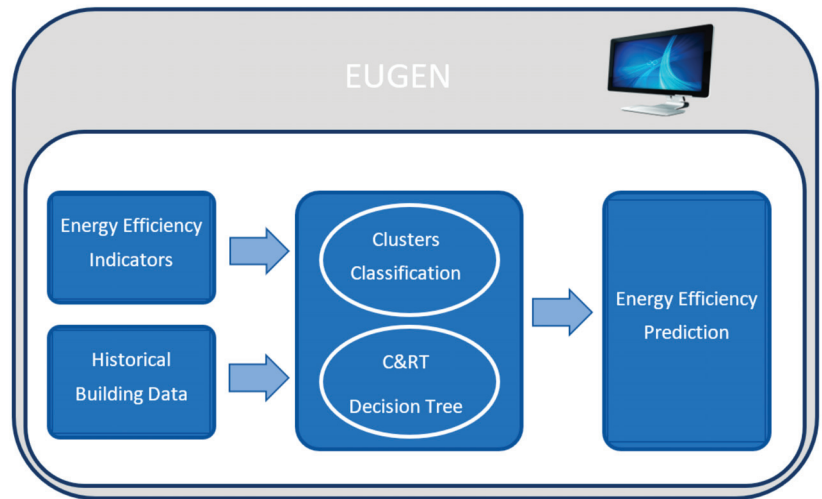 EUGEN
Energy Efficiency
Indicators
Historical
Building Data
Clusters
Classification
C&RT
Decision Tree
Energy Efficiency
Prediction